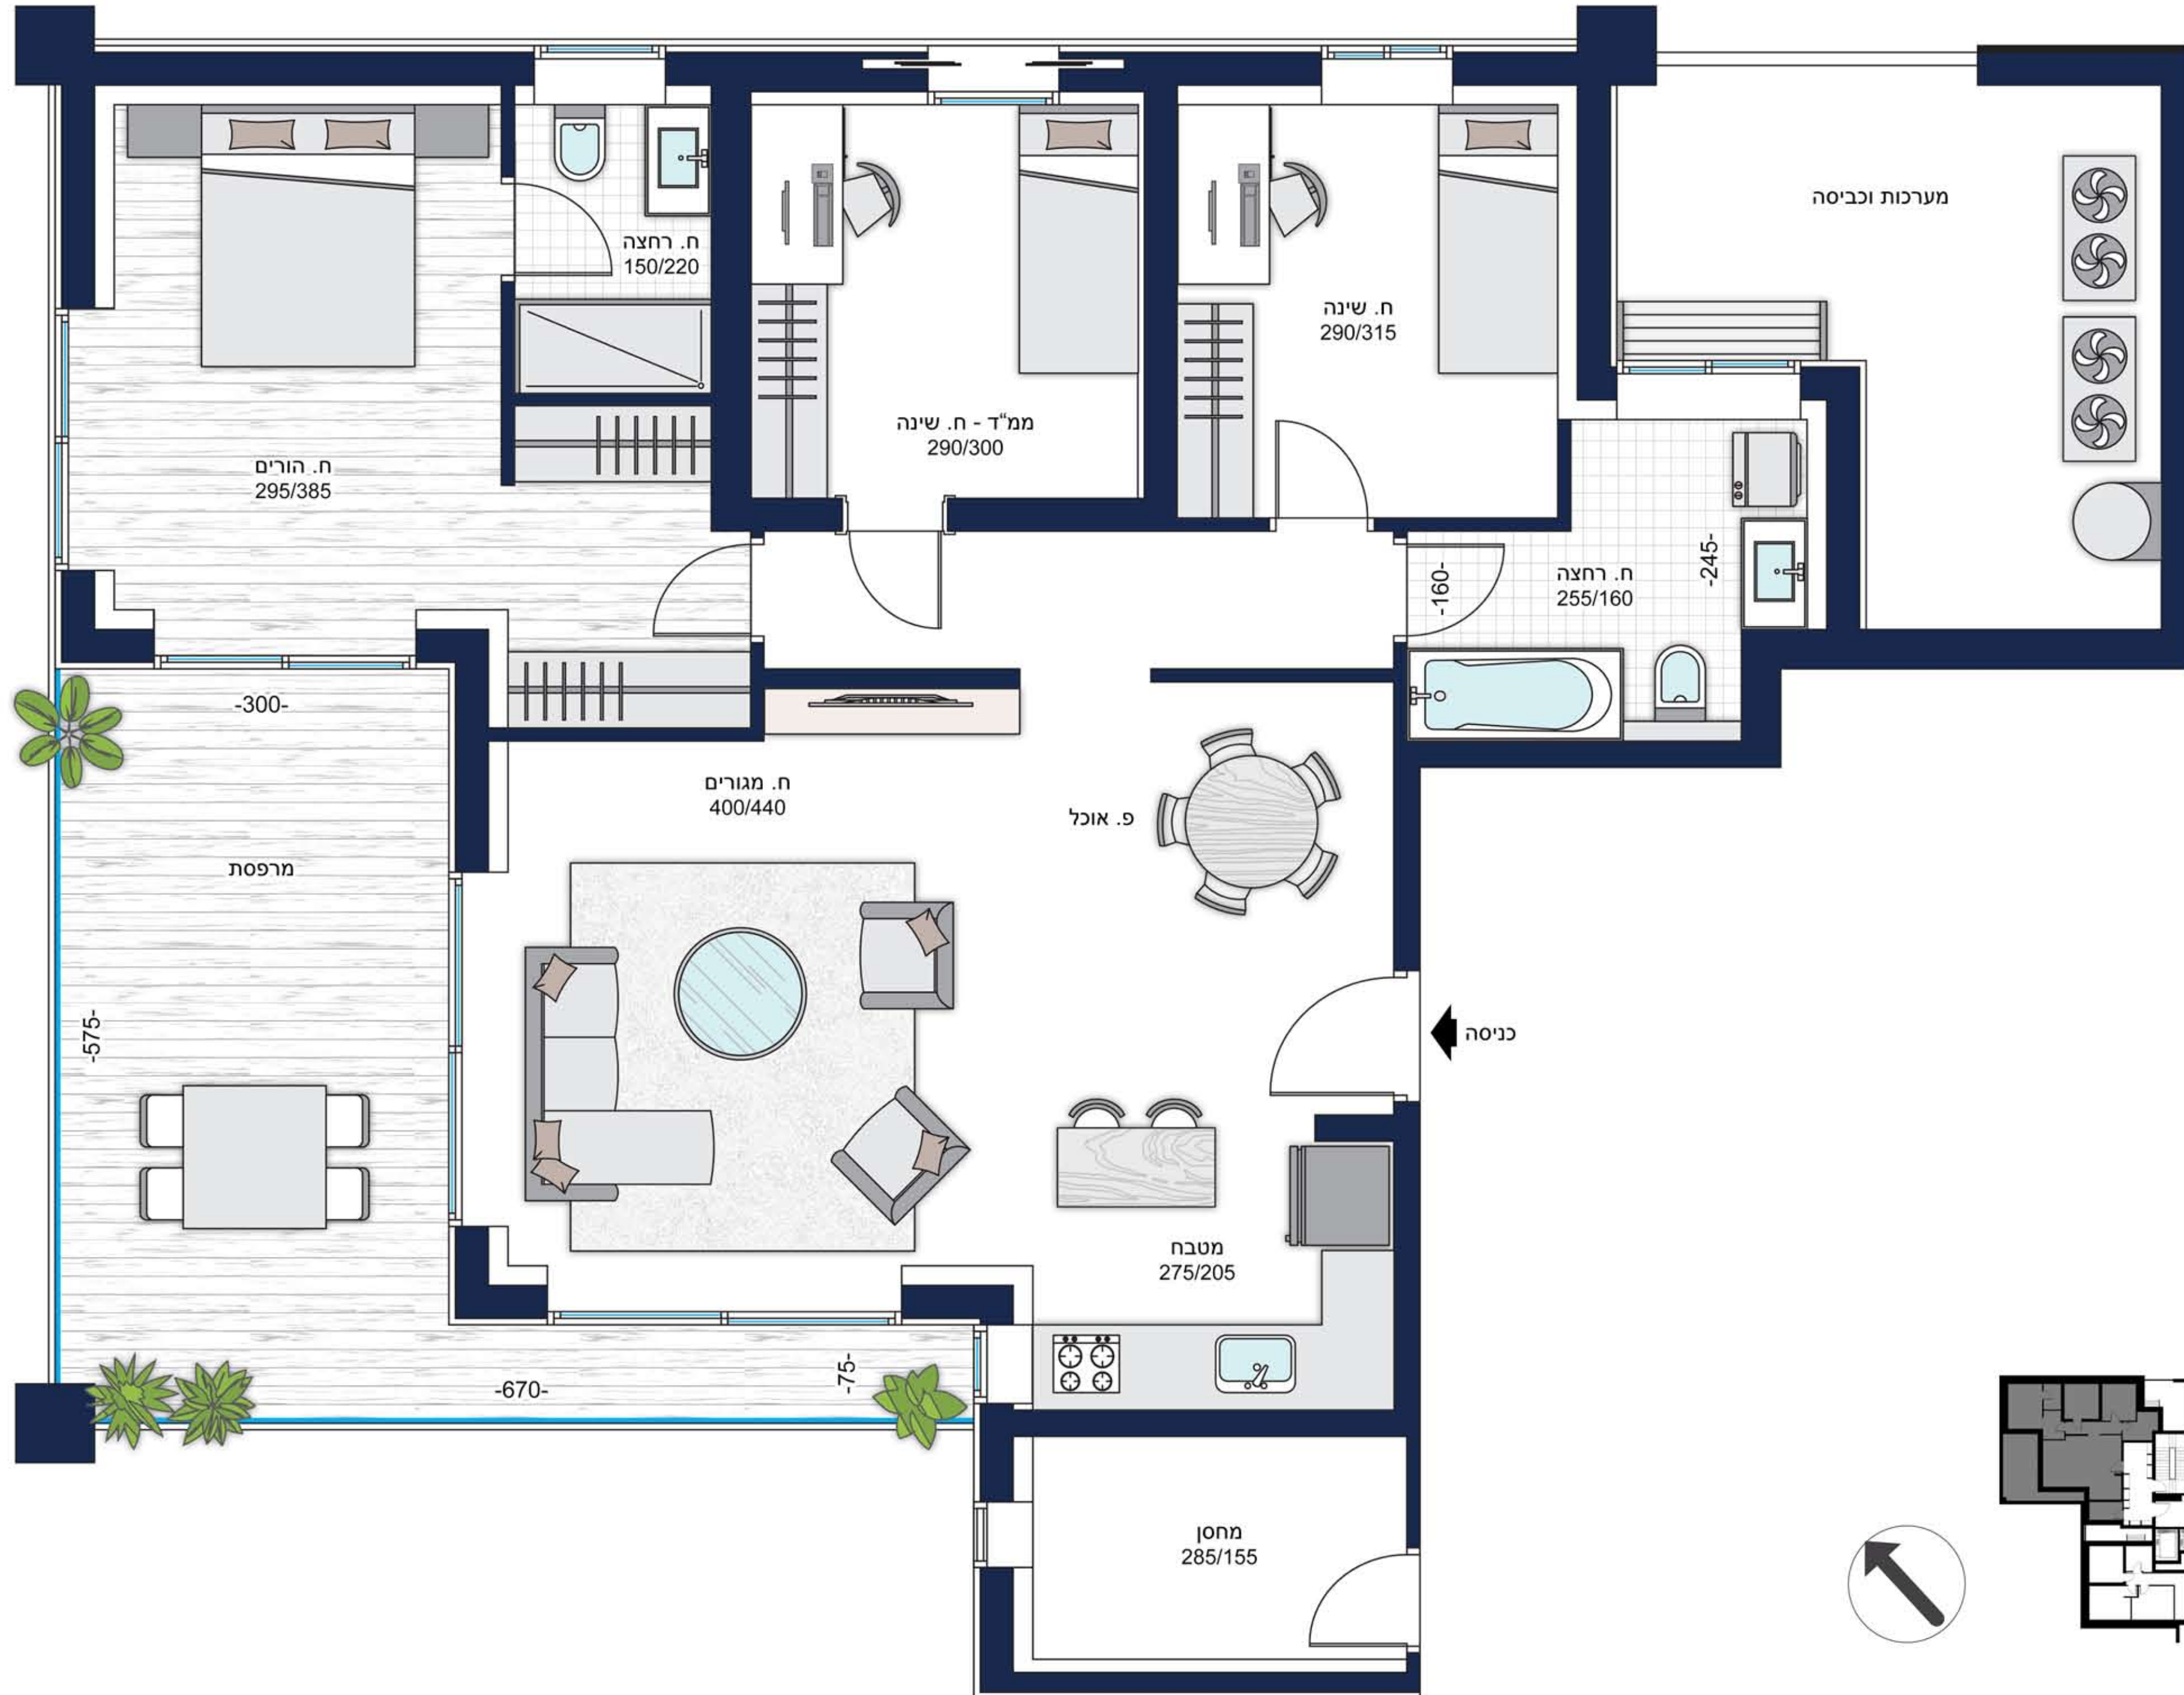 מערכות וכביסה
ח. רחצה
150/220
ח. שינה
290/315
ממ"ד - ח. שינה
290/300
ח. הורים
295/385
-245-
-160-
ח. רחצה
255/160
-300-
ח. מגורים
400/440
פ. אוכל
מרפסת
-575-
כניסה
מטבח
275/205
-75-
-670-
מחסן
285/155